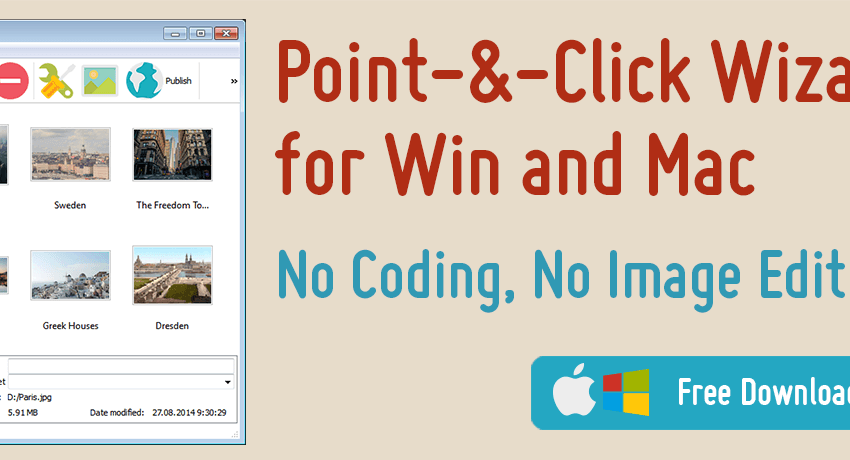 Publish
»
Sweden
The Freedom To...
Greek Houses
Dresden
D:/Paris.jpg
5.91 MB
Date modified: 27.08.2014 9:30:29
Point-&-Click Wiza
for Win and Mac
No Coding, No Image Edit
Free Download